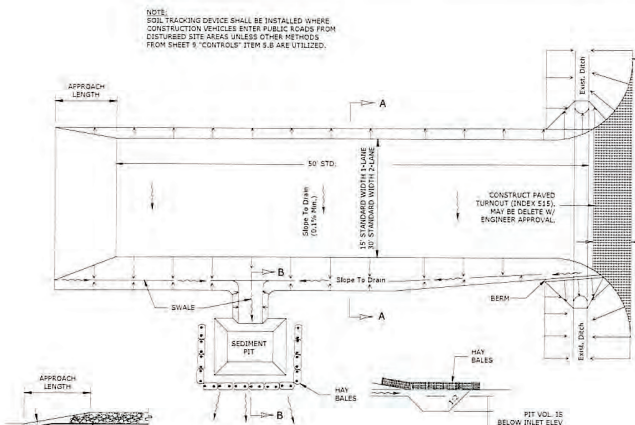 NOTE:
SOIL TRACKING DEVICE SHALL BE INSTALLED WHERE
CONSTRUCTION VEHICLES ENTER PUBLIC ROADS FROM
DISTURBED SITE AREAS UNLESS OTHER METHODS
FROM SHEET 9 "CONTROLS" ITEM 5.B ARE UTILIZED.
APPROACH
LENGTH
A
Exist. Ditch
50' STD.
15' STANDARD WIDTH 1-LANE
30' STANDARD WIDTH 2-LANE
Slope To Drain
(0.1% Min.)
CONSTRUCT PAVED
TURNOUT (INDEX 515),
MAY BE DELETE W/
ENGINEER APPROVAL.
B
Slope To Drain
SWALE
BERM
A
Exist. Ditch
SEDIMENT
PIT
HAY
BALES
APPROACH
LENGTH
HAY
BALES
1:2
B
PIT VOL. IS
BELOW INLET ELEV